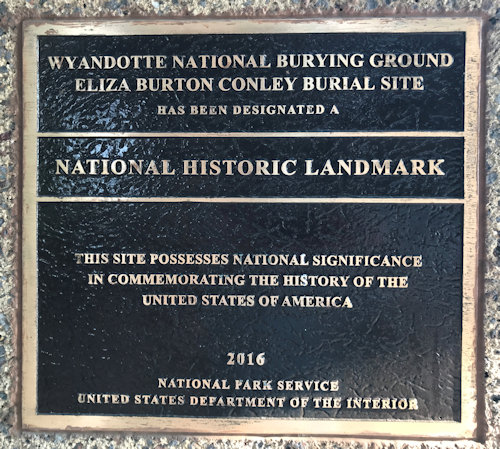 WYANDOTTE NATIONAL BURYING GROUND
ELIZA BURTON CONLEY BURIAL SITE
HAS BEEN DESIGNATED A
NATIONAL HISTORIC LANDMARK
THIS SITE POSSESSES NATIONAL SIGNIFICANCE
IN COMMEMORATING THE HISTORY OF THE
UNITED STATES OF AMERICA
2016
NATIONAL PARK SERVICE
UNITED STATES DEPARTMENT OF THE INTERIOR